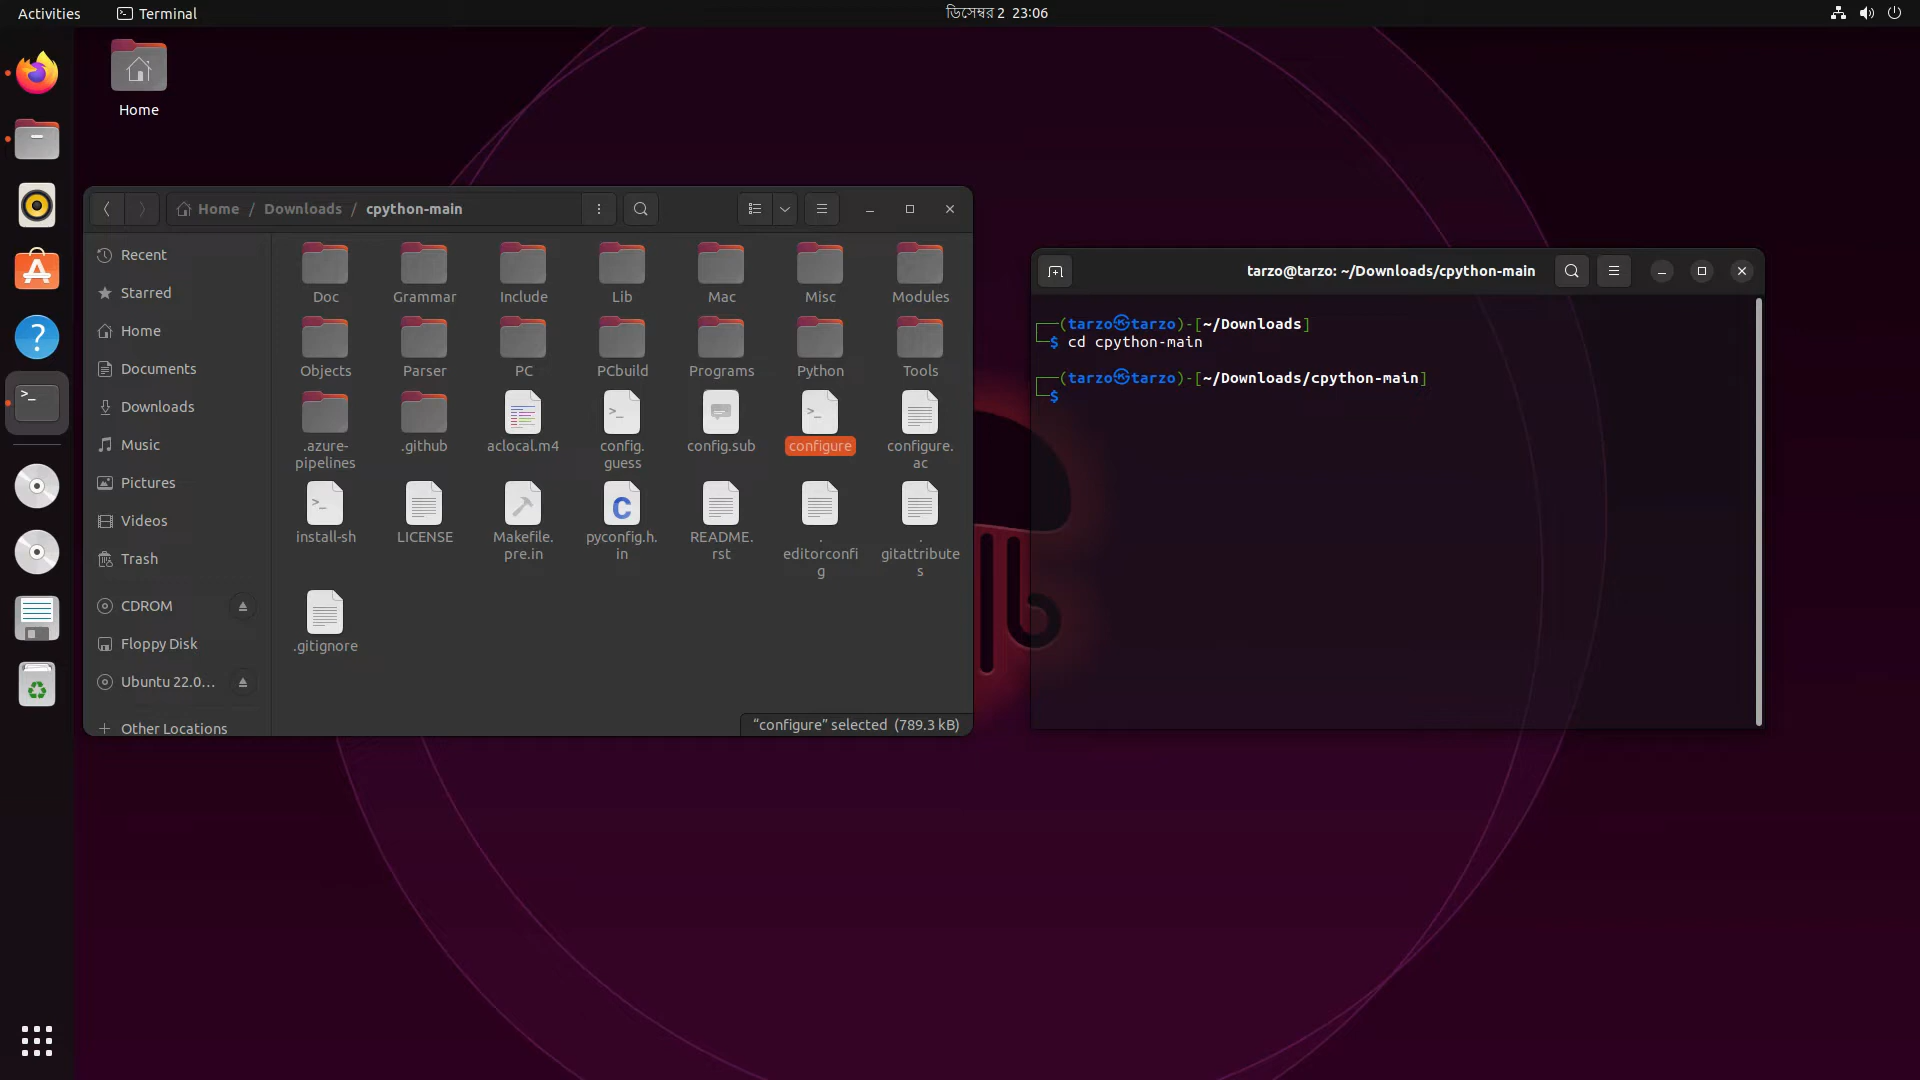 Activities
Terminal
ডিসেম্বর 2 23:06
Home
Home / Downloads / cpython-main
Recent
Starred
Home
Documents
Downloads
Music
Pictures
Videos
Trash
CDROM
Floppy Disk
Ubuntu 22.0...
Other Locations
Doc
Grammar
Include
Lib
Mac
Misc
Modules
Objects
Parser
PC
PCbuild
Programs
Python
Tools
.azure-
pipelines
.github
aclocal.m4
config.
guess
config.sub
configure
configure.
ac
install-sh
LICENSE
Makefile.
pre.in
pyconfig.h.
in
README.
rst
.
editorconfi
g
.
gitattribute
s
.gitignore
“configure” selected (789.3 kB)
tarzo@tarzo: ~/Downloads/cpython-main
┌──(tarzo㉿tarzo)-[~/Downloads]
└─$ cd cpython-main
┌──(tarzo㉿tarzo)-[~/Downloads/cpython-main]
└─$